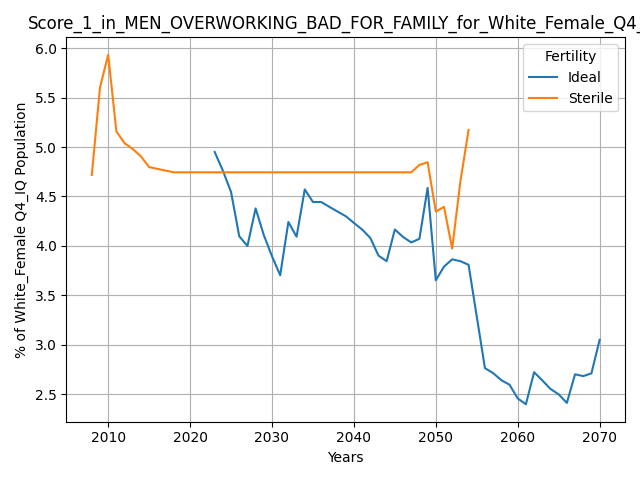 Score_1_in_MEN_OVERWORKING_BAD_FOR_FAMILY_for_White_Female_Q4_
Fertility
Ideal
Sterile
% of White_Female Q4_IQ Population
6.0
5.5
5.0
4.5
4.0
3.5
3.0
2.5
2010 2020 2030 2040 2050 2060 2070
Years